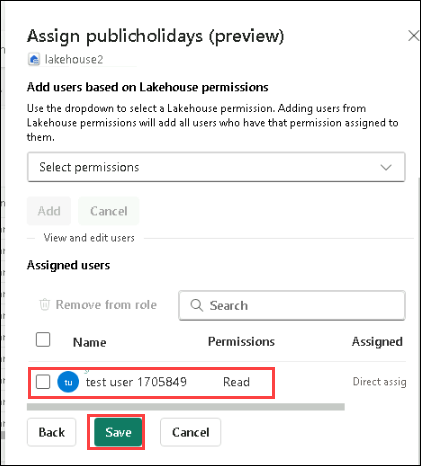 Assign publicholidays (preview)
lakehouse2
Add users based on Lakehouse permissions
Use the dropdown to select a Lakehouse permission. Adding users from
Lakehouse permissions will add all users who have that permission assigned to
them.
Select permissions
Add Cancel
View and edit users
Assigned users
Remove from role Search
Name Permissions Assigned
tu test user 1705849 Read Direct assig
Back Save Cancel